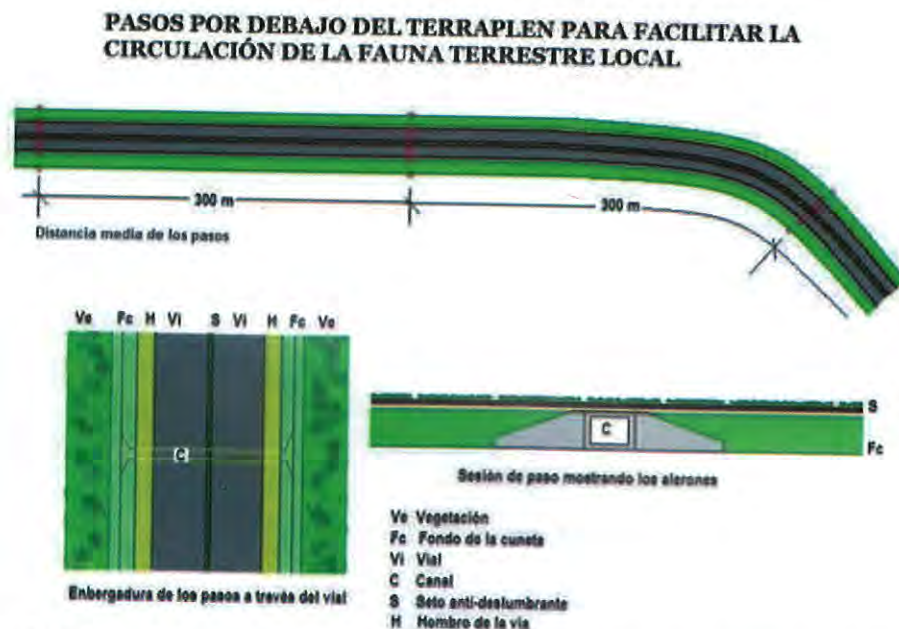 PASOS POR DEBAJO DEL TERRAPLEN PARA FACILITAR LA
CIRCULACIÓN DE LA FAUNA TERRESTRE LOCAL
300 m
300 m
Distancia media de los pasos
Ve Fc H Vi S Vi H Fc Ve
C
Enbergadura de los pasos a través del vial
C
S
Fc
Sesión de paso mostrando los alerones
Ve Vegetación
Fc Fondo de la cuneta
Vi Vial
C Canal
S Seto anti-deslumbrante
H Hombro de la vía